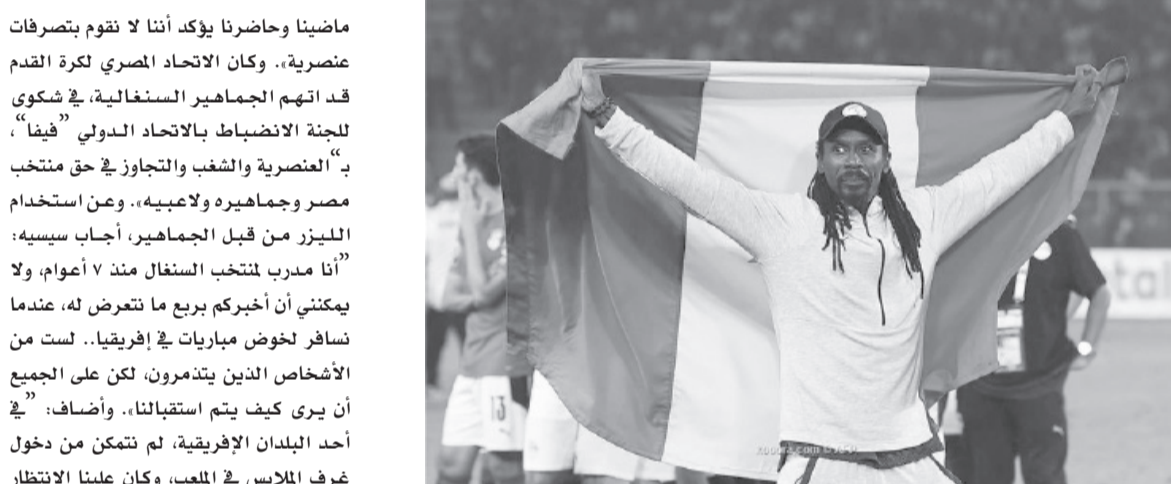 ماضينا وحاضرنا يؤكد أننا لا نقوم بتصرفات
عنصرية». وكان الاتحاد المصري لكرة القدم
قد اتهم الجماهير السنغالية، في شكوى
للجنة الانضباط بالاتحاد الدولي ”فيفا“،
بـ“العنصرية والشغب والتجاوز في حق منتخب
مصر وجماهيره ولاعبيه». وعن استخدام
الليزر من قبل الجماهير، أجاب سيسيه:
”أنا مدرب لمنتخب السنغال منذ ٧ أعوام، ولا
يمكنني أن أخبركم بربع ما نتعرض له، عندما
نسافر لخوض مباريات في إفريقيا.. لست من
الأشخاص الذين يتذمرون، لكن على الجميع
أن يرى كيف يتم استقبالنا». وأضاف: ”في
أحد البلدان الإفريقية، لم نتمكن من دخول
غرف الملابس في الملعب، وكان علينا الانتظار
13